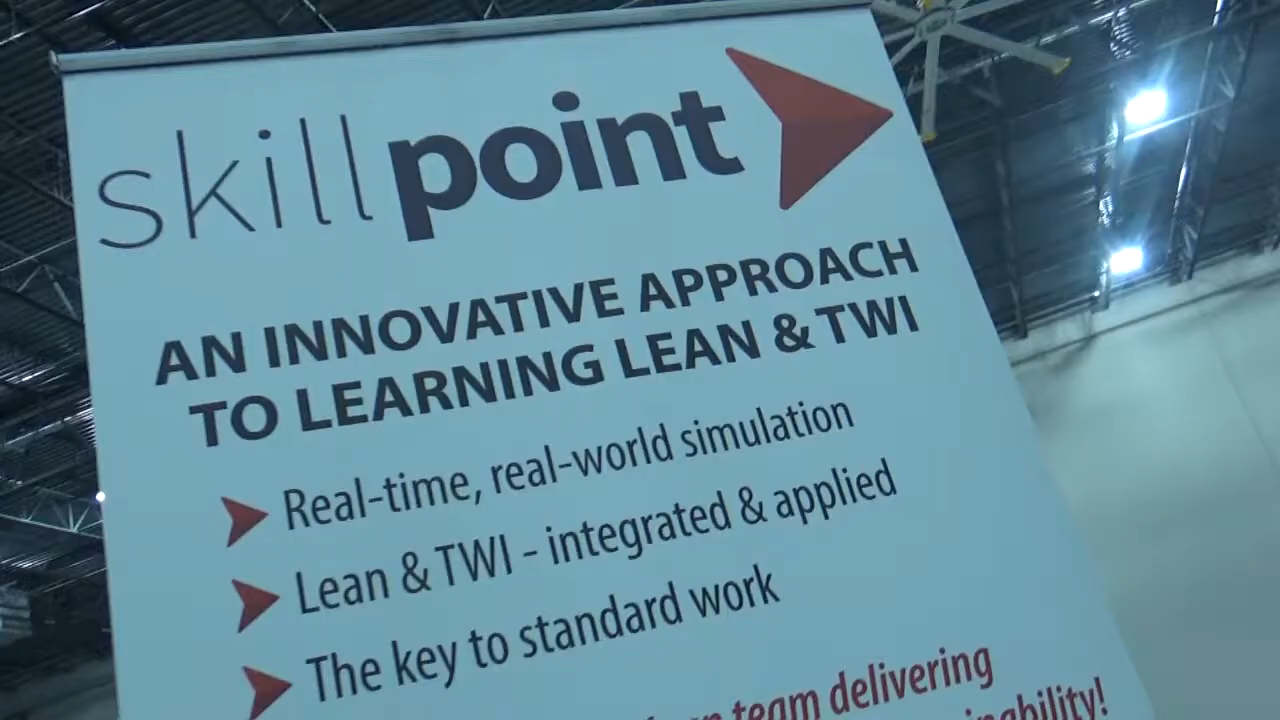 skillpoint
AN INNOVATIVE APPROACH
TO LEARNING LEAN & TWI
Real-time, real-world simulation
Lean & TWI - integrated & applied
The key to standard work
team delivering